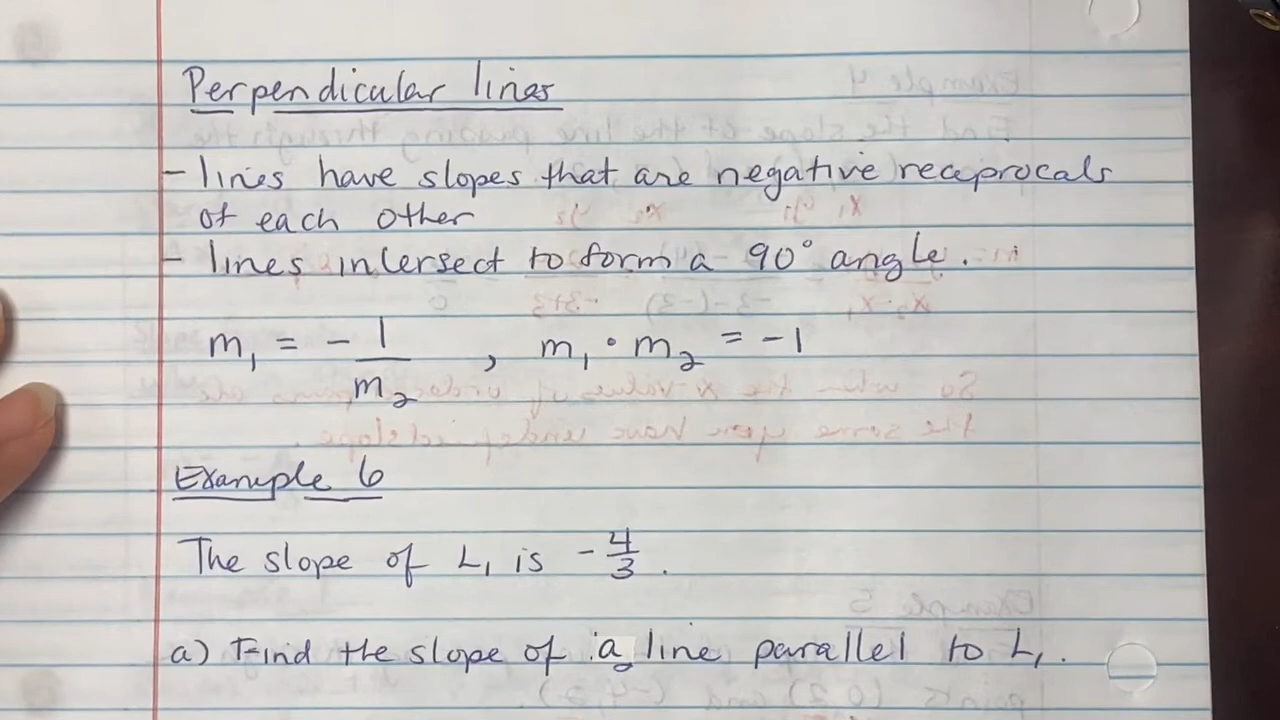 Perpendicular lines
- lines have slopes that are negative reciprocals
of each other
- lines intersect to form a 90° angle.
m₁ = - 1/m₂ , m₁ · m₂ = -1
Example 6
The slope of L₁ is - 4/3 .
a) Find the slope of a line parallel to L₁.